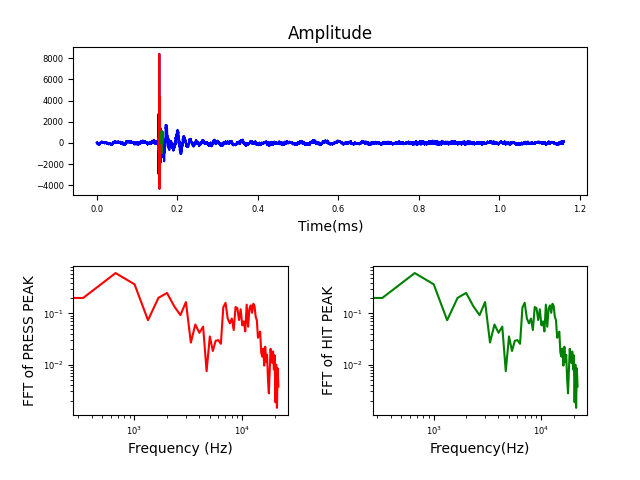 Amplitude
8000
6000
4000
2000
0
−2000
−4000
0.0 0.2 0.4 0.6 0.8 1.0 1.2
Time(ms)
FFT of PRESS PEAK
10⁻¹
10⁻²
10³ 10⁴
Frequency (Hz)
FFT of HIT PEAK
10⁻¹
10⁻²
10³ 10⁴
Frequency(Hz)